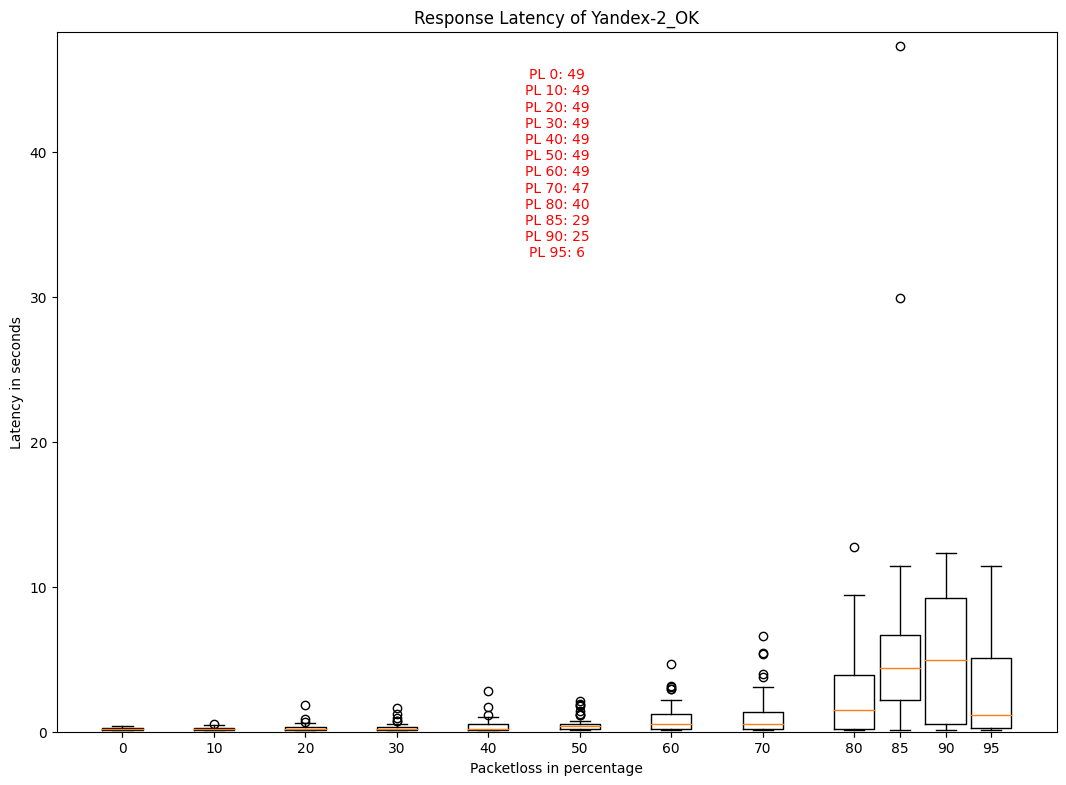 Response Latency of Yandex-2_OK
PL 0: 49
PL 10: 49
PL 20: 49
PL 30: 49
PL 40: 49
PL 50: 49
PL 60: 49
PL 70: 47
PL 80: 40
PL 85: 29
PL 90: 25
PL 95: 6
Latency in seconds
40
30
20
10
0
0 10 20 30 40 50 60 70 80 85 90 95
Packetloss in percentage